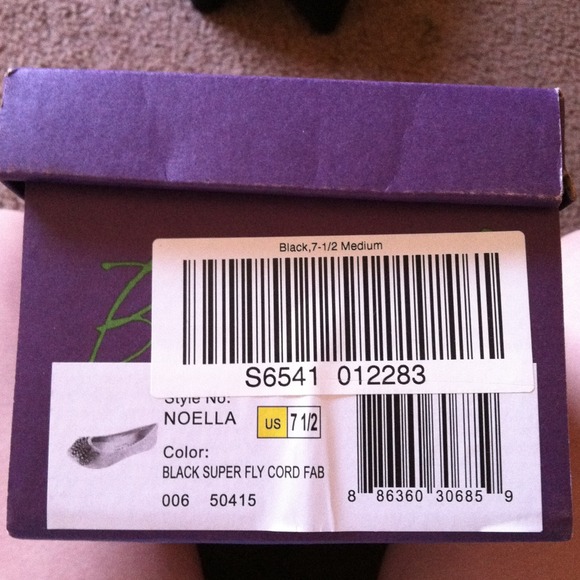 Black,7-1/2 Medium
S6541 012283
Style No:
NOELLA
US 7 1/2
Color:
BLACK SUPER FLY CORD FAB
006 50415
8 86360 30685 9